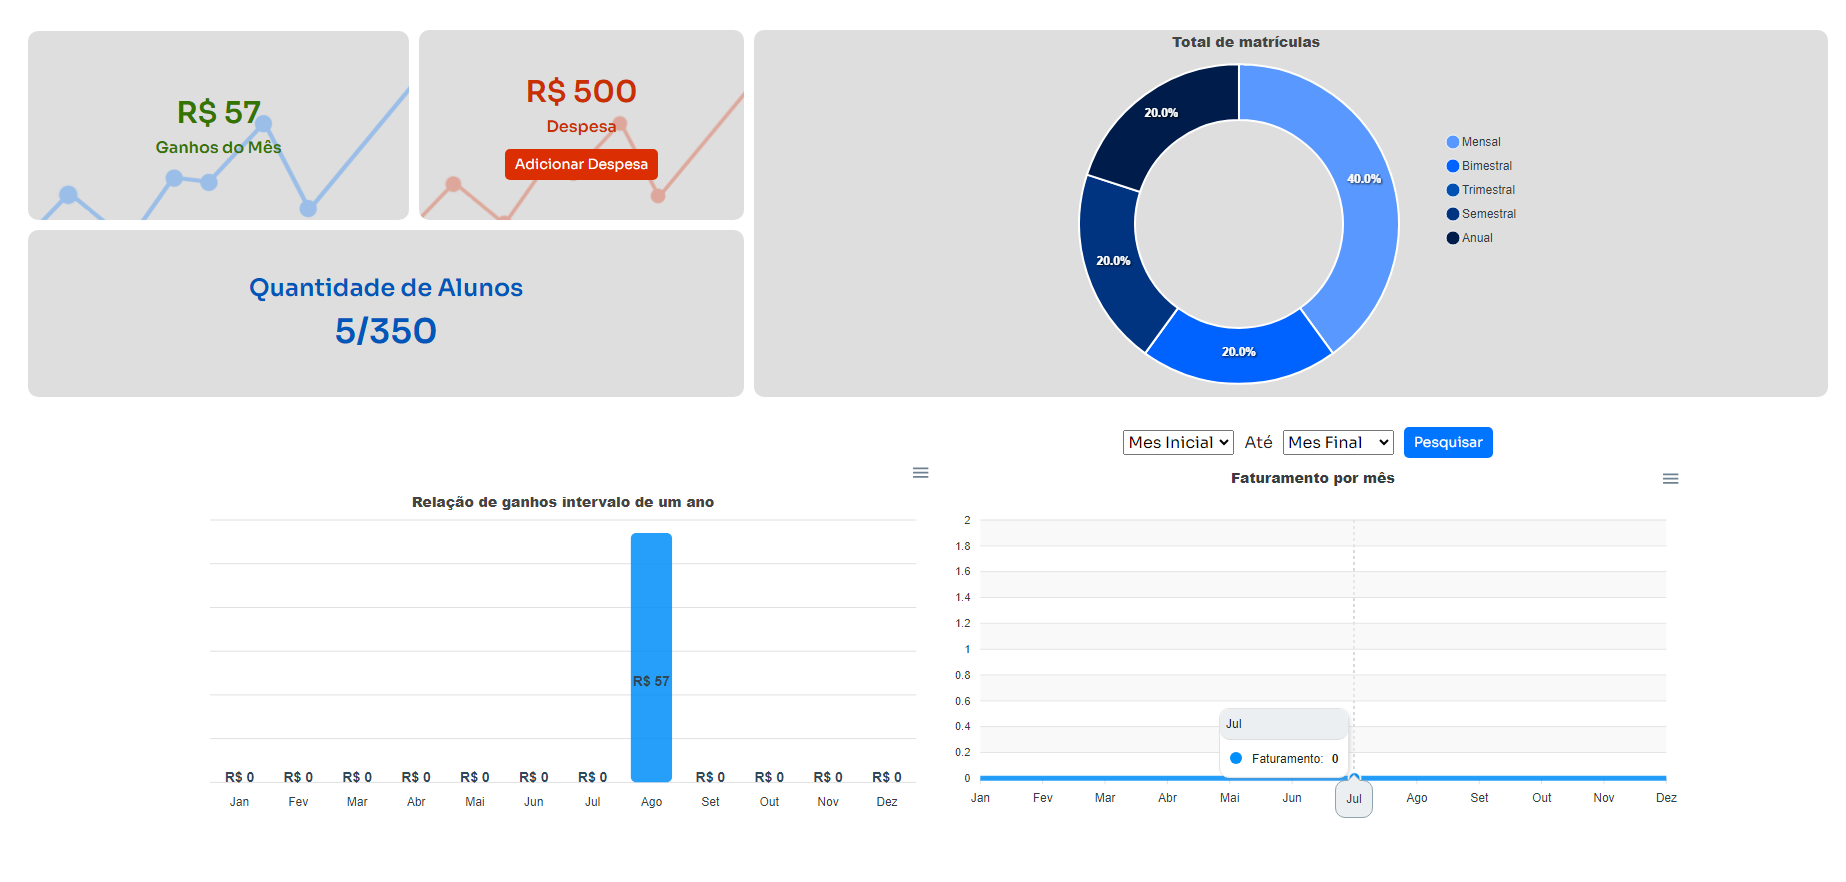 R$ 57
Ganhos do Mês
R$ 500
Despesa
Adicionar Despesa
Quantidade de Alunos
5/350
Total de matrículas
20.0%
40.0%
20.0%
20.0%
Mensal
Bimestral
Trimestral
Semestral
Anual
Mes Inicial Até Mes Final Pesquisar
Relação de ganhos intervalo de um ano
R$ 57
R$ 0 R$ 0 R$ 0 R$ 0 R$ 0 R$ 0 R$ 0 R$ 0 R$ 0 R$ 0 R$ 0
Jan Fev Mar Abr Mai Jun Jul Ago Set Out Nov Dez
Faturamento por mês
2
1.8
1.6
1.4
1.2
1
0.8
0.6
0.4
0.2
0
Jul
Faturamento: 0
Jan Fev Mar Abr Mai Jun Jul Ago Set Out Nov Dez